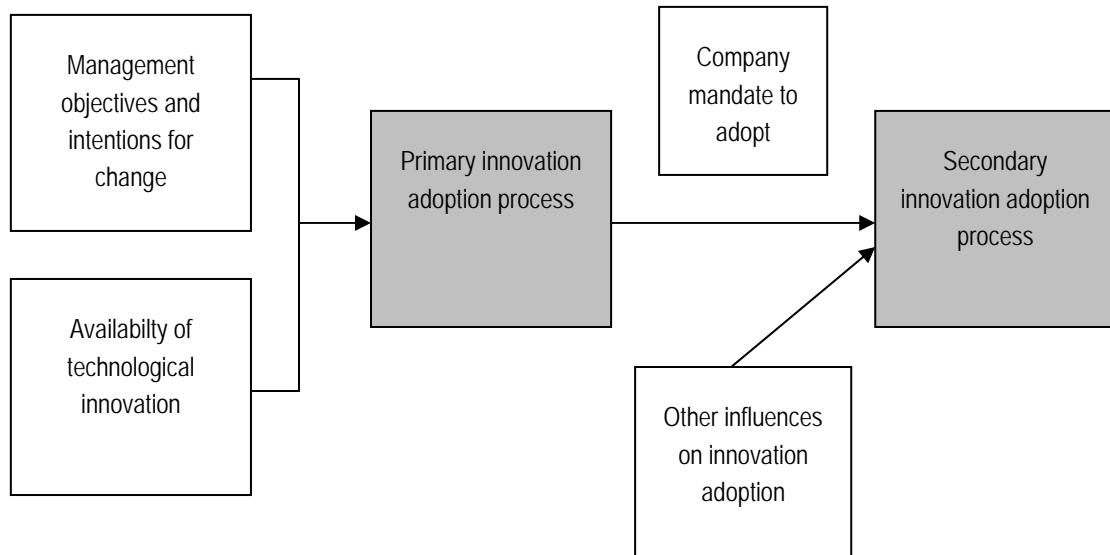 Management
objectives and
intentions for
change
Availabilty of
technological
innovation
Primary innovation
adoption process
Company
mandate to
adopt
Other influences
on innovation
adoption
Secondary
innovation adoption
process